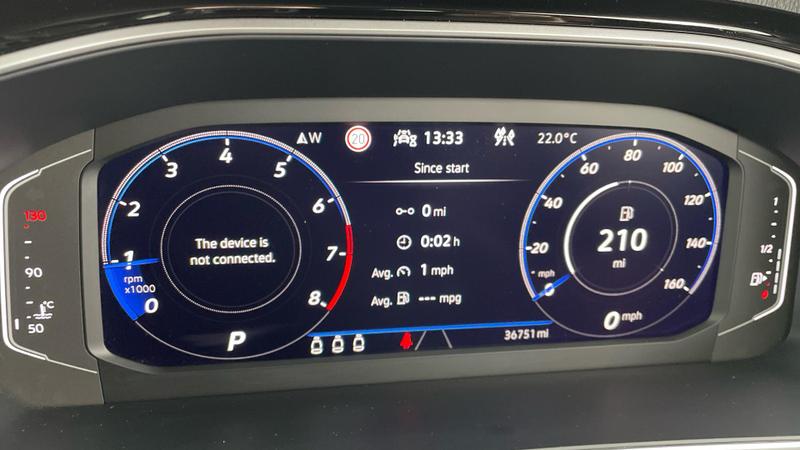 W
20
13:33
22.0°C
Since start
0 mi
0:02 h
Avg. 1 mph
Avg. --- mpg
The device is
not connected.
0
1
2
3
4
5
6
7
8
rpm
x1000
P
130
90
50
°C
210
mi
0
20
40
60
80
100
120
140
160
mph
0 mph
36751 mi
1
1/2
0